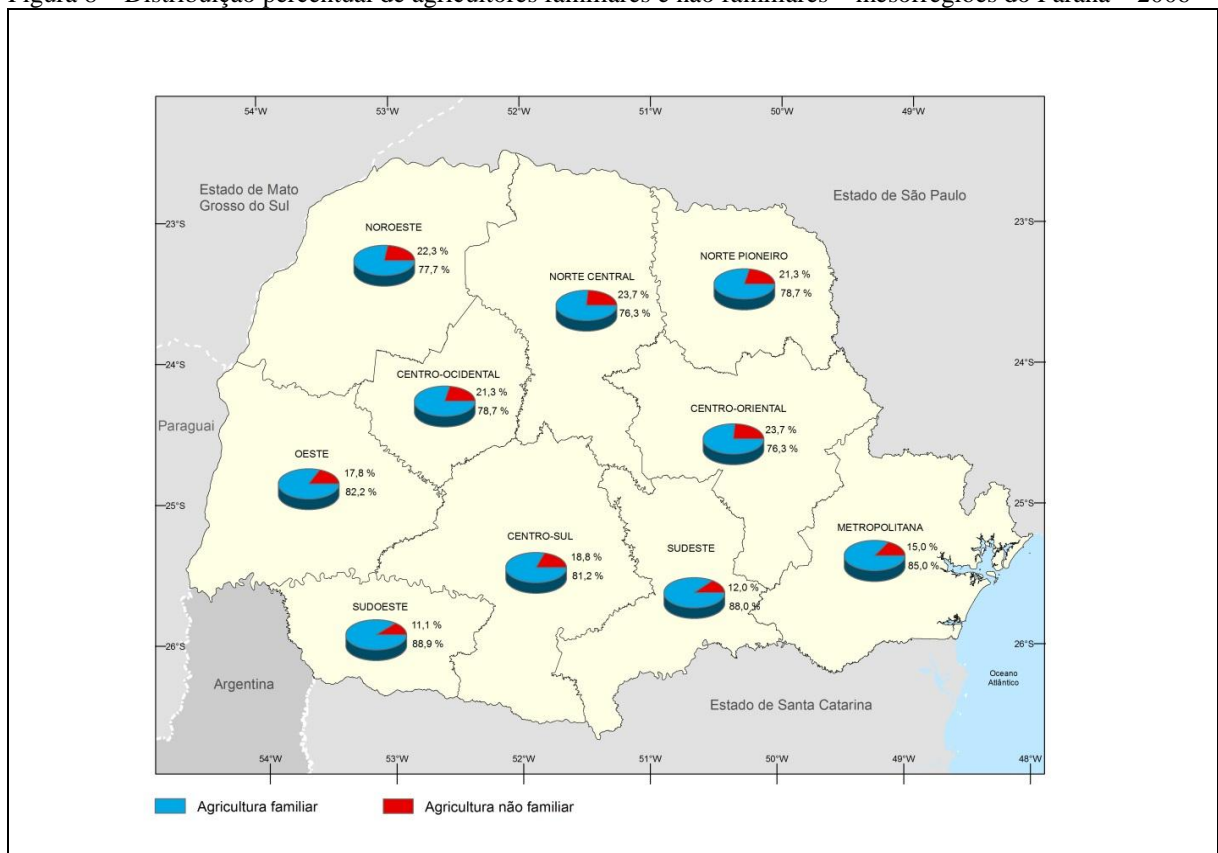 Figura 8 – Distribuição percentual de agricultores familiares e não familiares – mesorregiões do Paraná – 2006
54°W 53°W 52°W 51°W 50°W 49°W
Estado de Mato
Grosso do Sul
Estado de São Paulo
23°S
23°S
NOROESTE
22,3 %
77,7 %
NORTE CENTRAL
23,7 %
76,3 %
NORTE PIONEIRO
21,3 %
78,7 %
24°S
24°S
CENTRO-OCIDENTAL
21,3 %
78,7 %
CENTRO-ORIENTAL
23,7 %
76,3 %
Paraguai
OESTE
17,8 %
82,2 %
25°S
25°S
CENTRO-SUL
18,8 %
81,2 %
SUDESTE
12,0 %
88,0 %
METROPOLITANA
15,0 %
85,0 %
SUDOESTE
11,1 %
88,9 %
26°S
26°S
Argentina
Estado de Santa Catarina
Oceano
Atlântico
54°W 53°W 52°W 51°W 50°W 49°W 48°W
Agricultura familiar
Agricultura não familiar